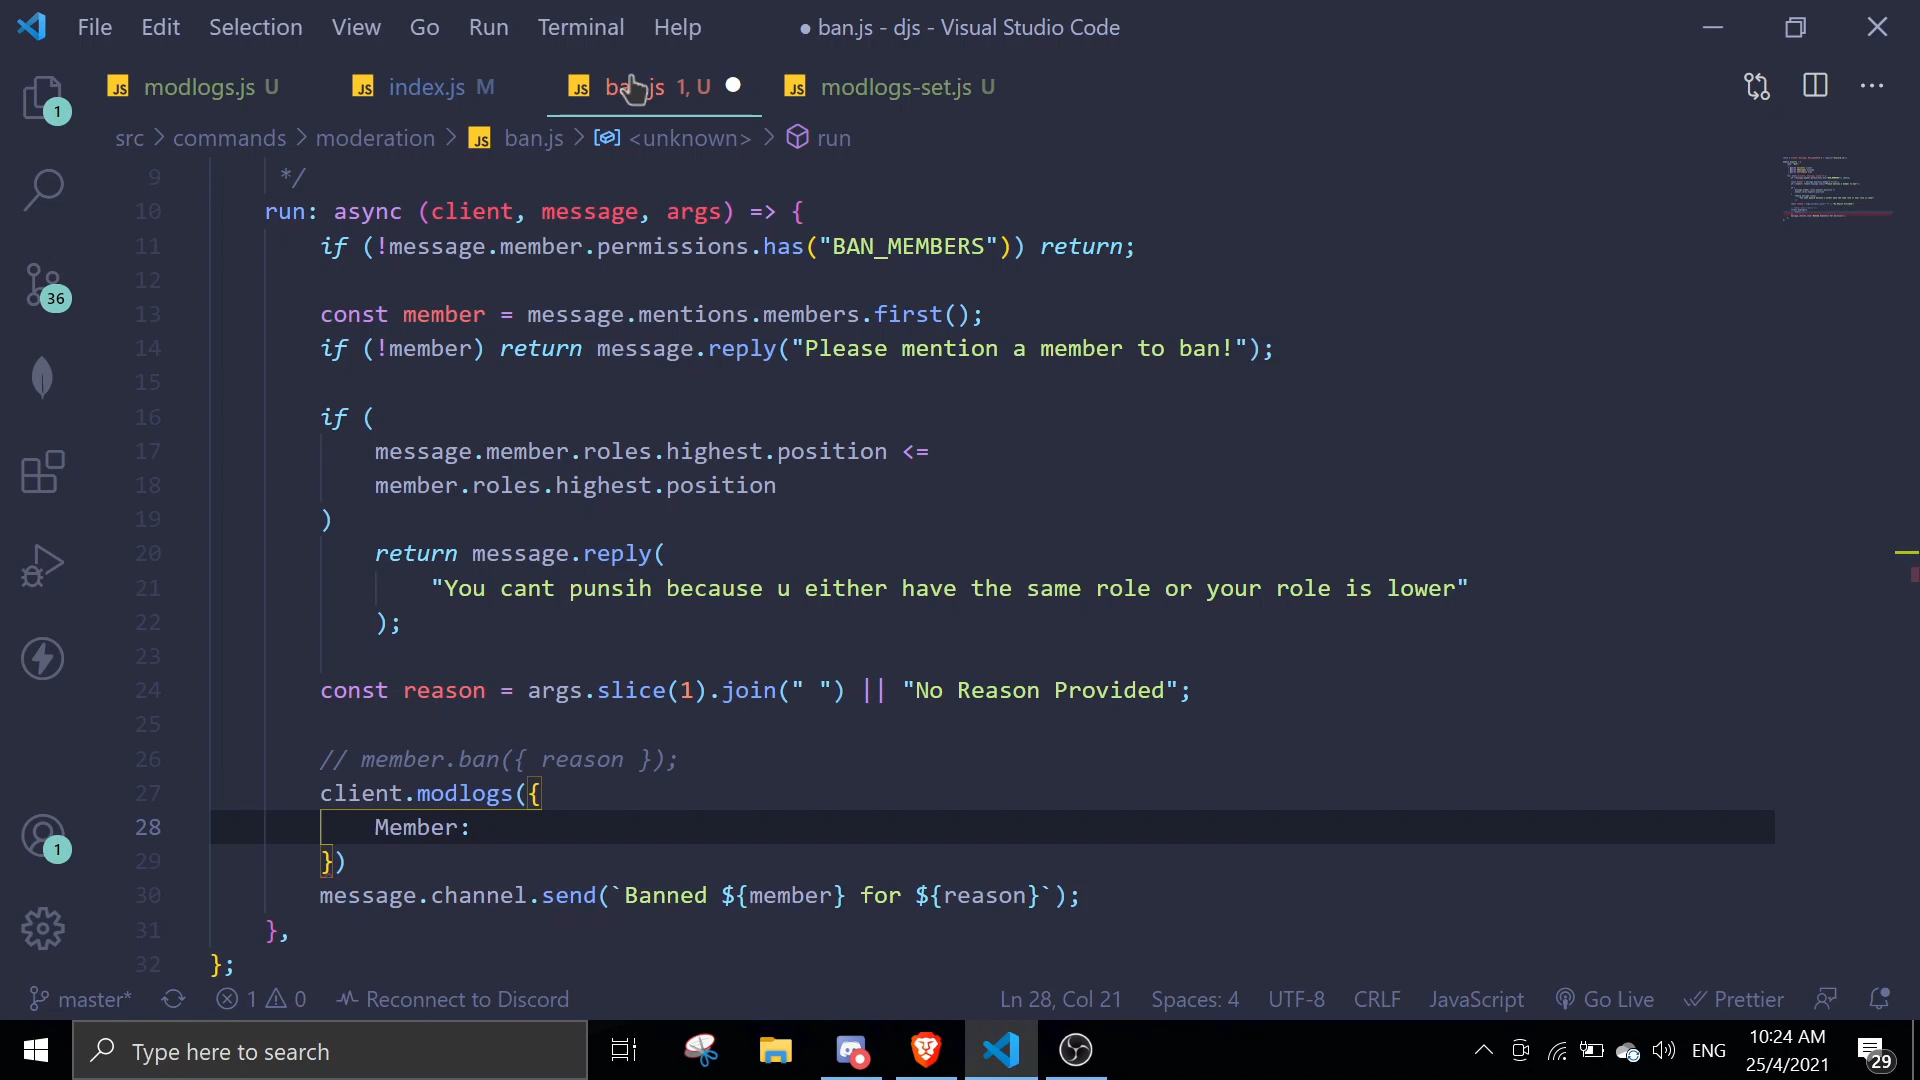 File Edit Selection View Go Run Terminal Help ● ban.js - djs - Visual Studio Code
JS modlogs.js U JS index.js M JS ban.js 1, U JS modlogs-set.js U
1
src > commands > moderation > JS ban.js > <unknown> > run
9 */
10 run: async (client, message, args) => {
11 if (!message.member.permissions.has("BAN_MEMBERS")) return;
12
13 const member = message.mentions.members.first();
14 if (!member) return message.reply("Please mention a member to ban!");
15
16 if (
17 message.member.roles.highest.position <=
18 member.roles.highest.position
19 )
20 return message.reply(
21 "You cant punsih because u either have the same role or your role is lower"
22 );
23
24 const reason = args.slice(1).join(" ") || "No Reason Provided";
25
26 // member.ban({ reason });
27 client.modlogs({
28 Member:
29 })
30 message.channel.send(`Banned ${member} for ${reason}`);
31 },
32 };
36
1
master* 1 0 Reconnect to Discord Ln 28, Col 21 Spaces: 4 UTF-8 CRLF JavaScript Go Live Prettier
Type here to search ENG 10:24 AM
25/4/2021 29